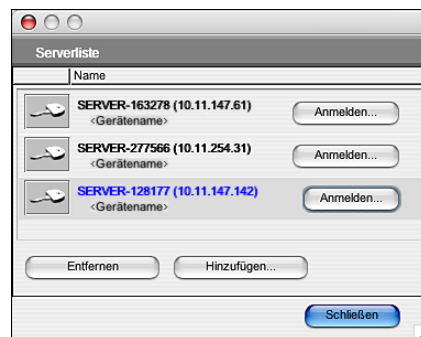 Serverliste
Name
SERVER-163278 (10.11.147.61)
<Gerätename>
Anmelden...
SERVER-277566 (10.11.254.31)
<Gerätename>
Anmelden...
SERVER-128177 (10.11.147.142)
<Gerätename>
Anmelden...
Entfernen
Hinzufügen...
Schließen